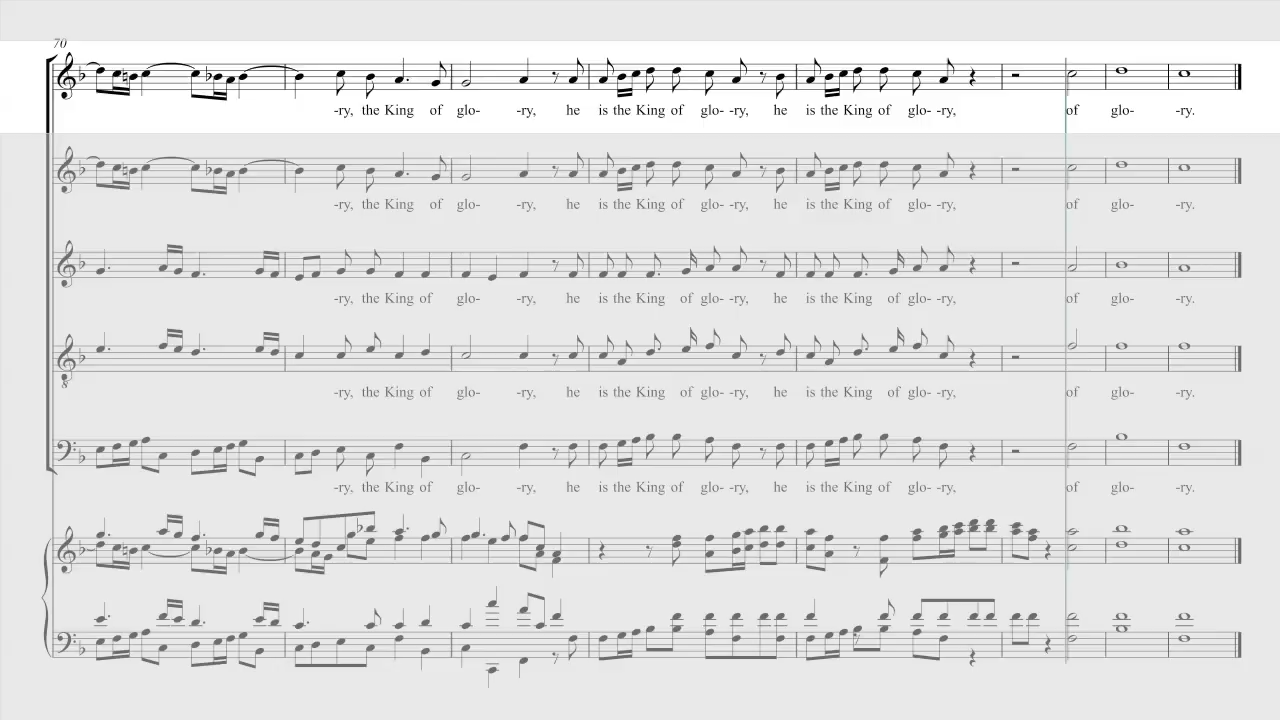 70
-ry, the King of glo- -ry, he is the King of glo- -ry, he is the King of glo- -ry, of glo- -ry.
-ry, the King of glo- -ry, he is the King of glo- -ry, he is the King of glo- -ry, of glo- -ry.
-ry, the King of glo- -ry, he is the King of glo- -ry, he is the King of glo- -ry, of glo- -ry.
8
-ry, the King of glo- -ry, he is the King of glo- -ry, he is the King of glo- -ry, of glo- -ry.
-ry, the King of glo- -ry, he is the King of glo- -ry, he is the King of glo- -ry, of glo- -ry.